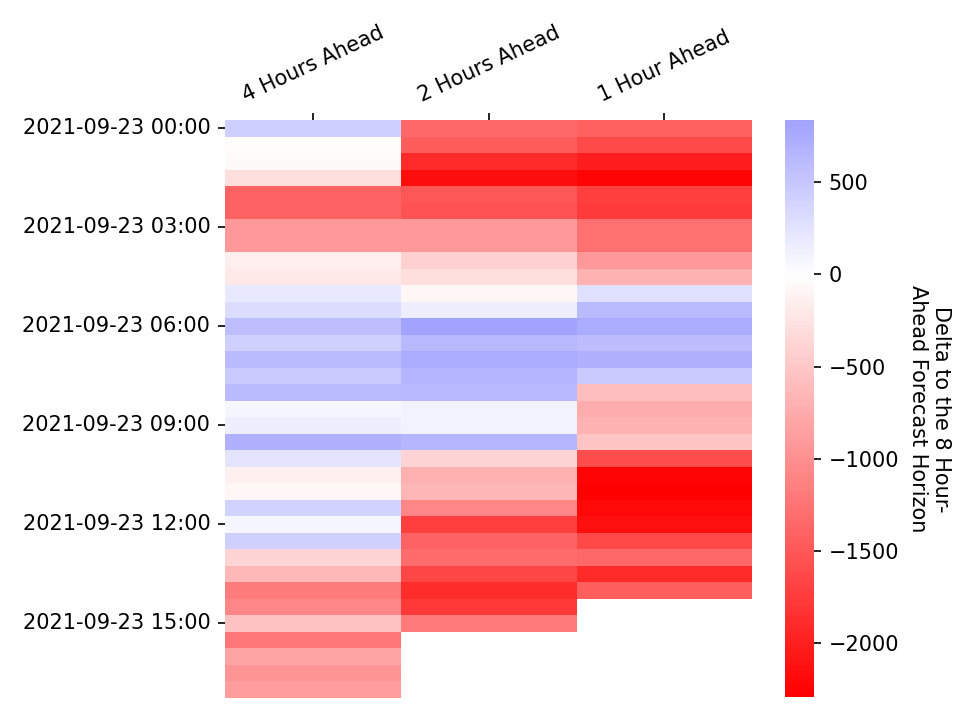 4 Hours Ahead
2 Hours Ahead
1 Hour Ahead
2021-09-23 00:00
2021-09-23 03:00
2021-09-23 06:00
2021-09-23 09:00
2021-09-23 12:00
2021-09-23 15:00
500
0
−500
−1000
−1500
−2000
Delta to the 8 Hour-
Ahead Forecast Horizon